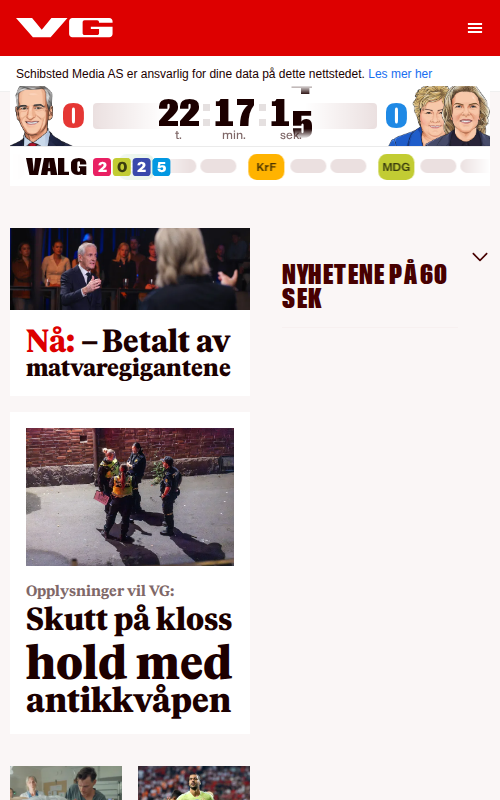 VG
Schibsted Media AS er ansvarlig for dine data på dette nettstedet. Les mer her
0 22:17:15 0
t. min. sek.
VALG 2025 KrF MDG
NYHETENE PÅ 60
SEK
Nå: – Betalt av
matvaregigantene
Opplysninger vil VG:
Skutt på kloss
hold med
antikkvåpen